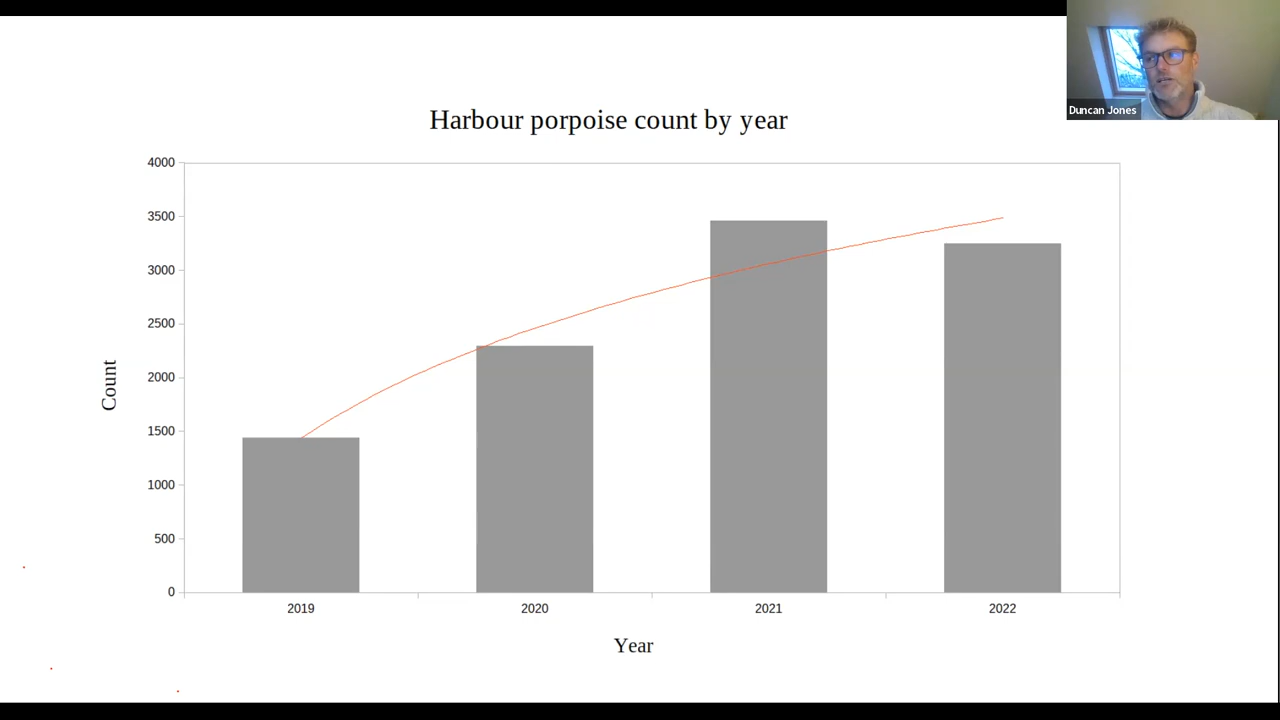 Duncan Jones
Harbour porpoise count by year
4000
3500
3000
2500
2000
1500
1000
500
0
Count
2019 2020 2021 2022
Year